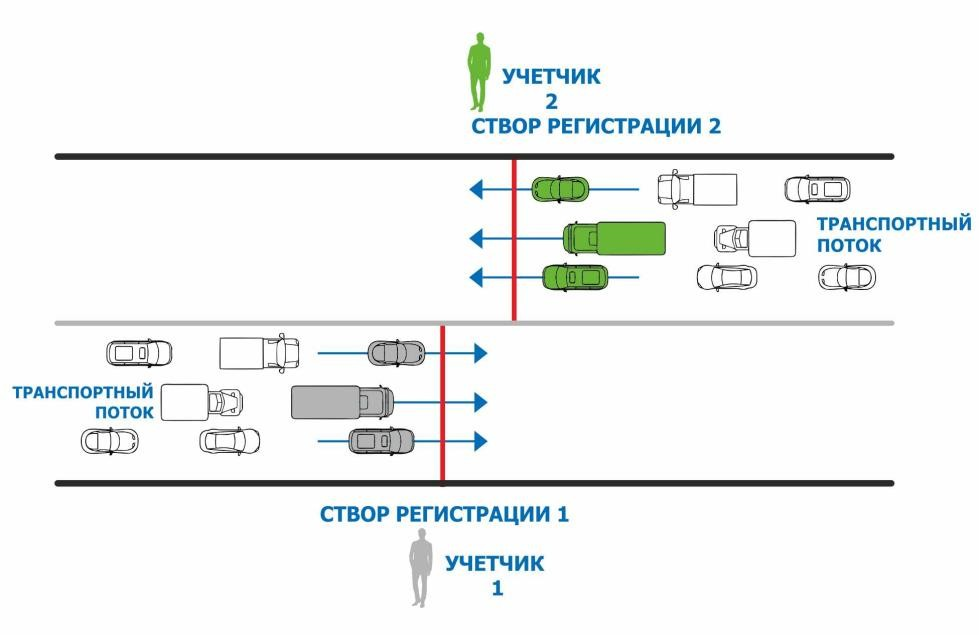 УЧЕТЧИК
2
СТВОР РЕГИСТРАЦИИ 2
ТРАНСПОРТНЫЙ
ПОТОК
ТРАНСПОРТНЫЙ
ПОТОК
СТВОР РЕГИСТРАЦИИ 1
УЧЕТЧИК
1